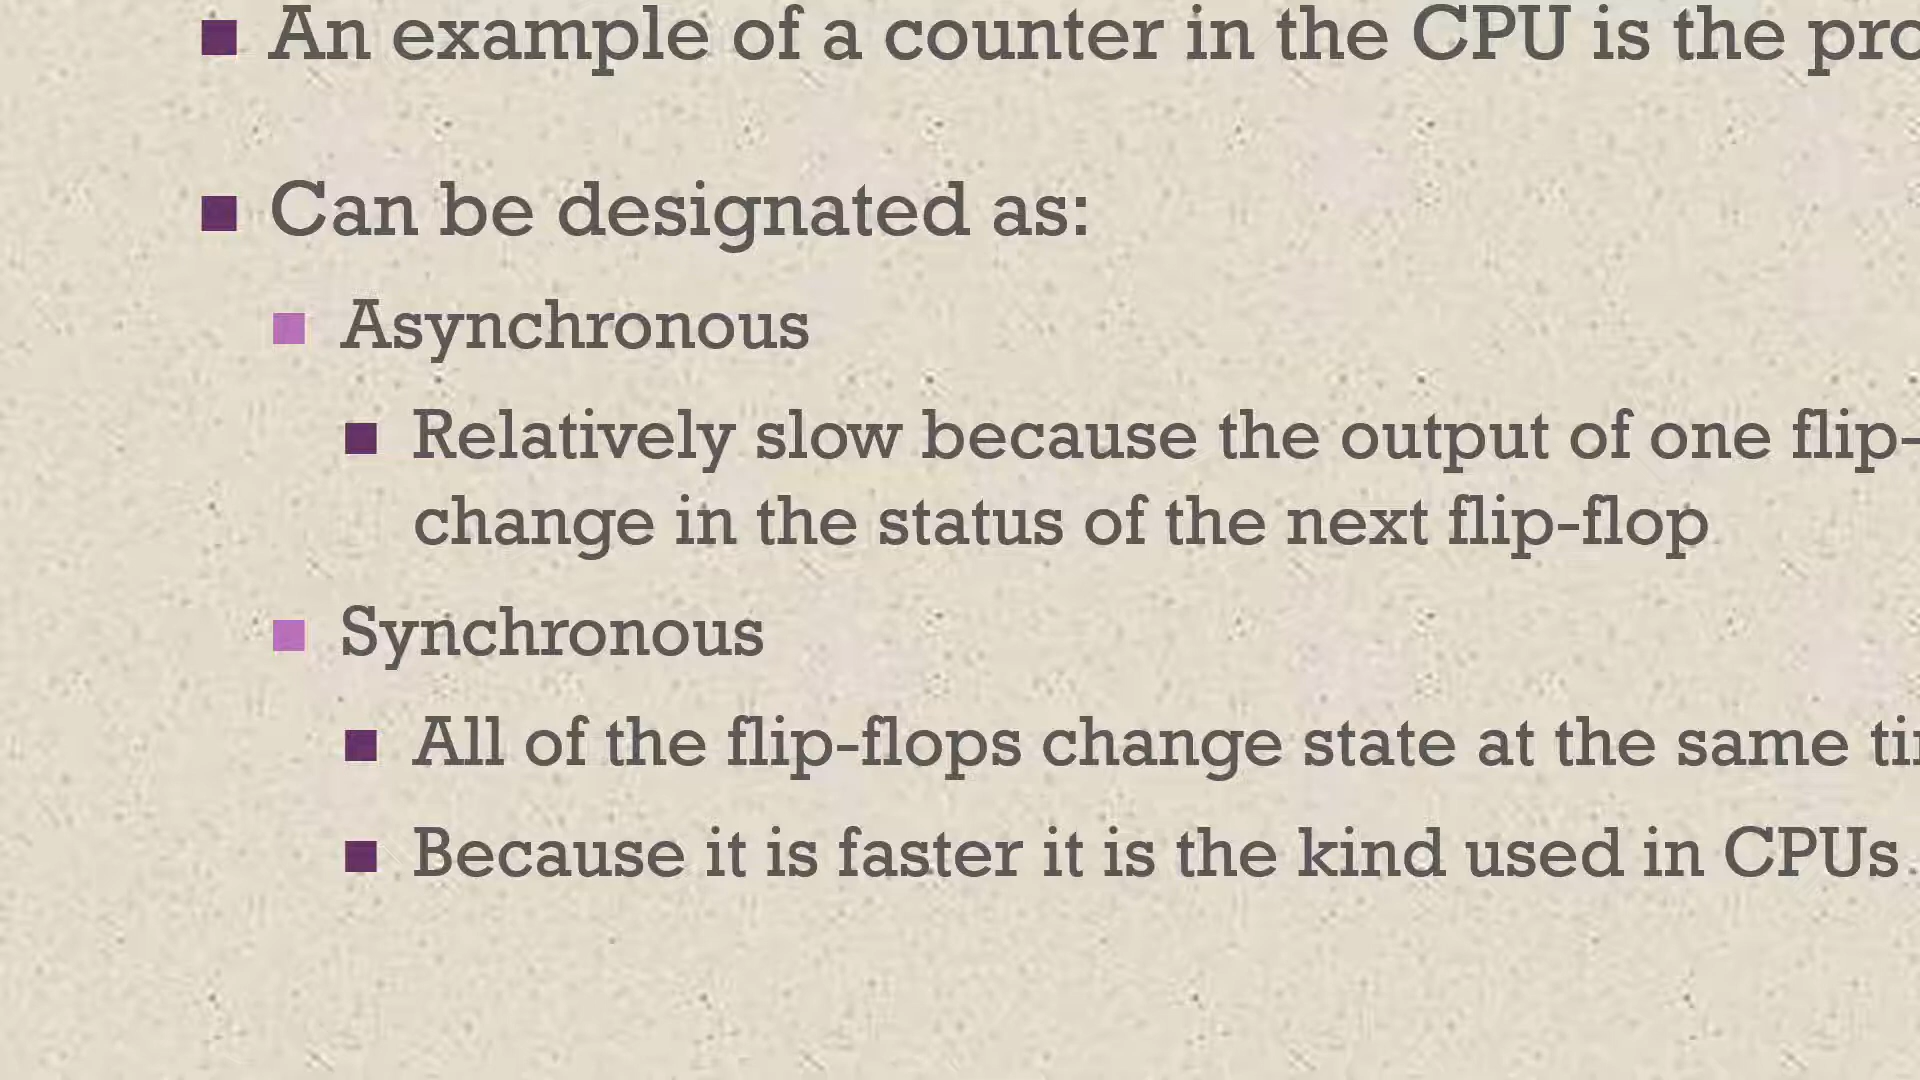 An example of a counter in the CPU is the
Can be designated as:
Asynchronous
Relatively slow because the output of one flip-
change in the status of the next flip-flop
Synchronous
All of the flip-flops change state at the same
Because it is faster it is the kind used in CPUs